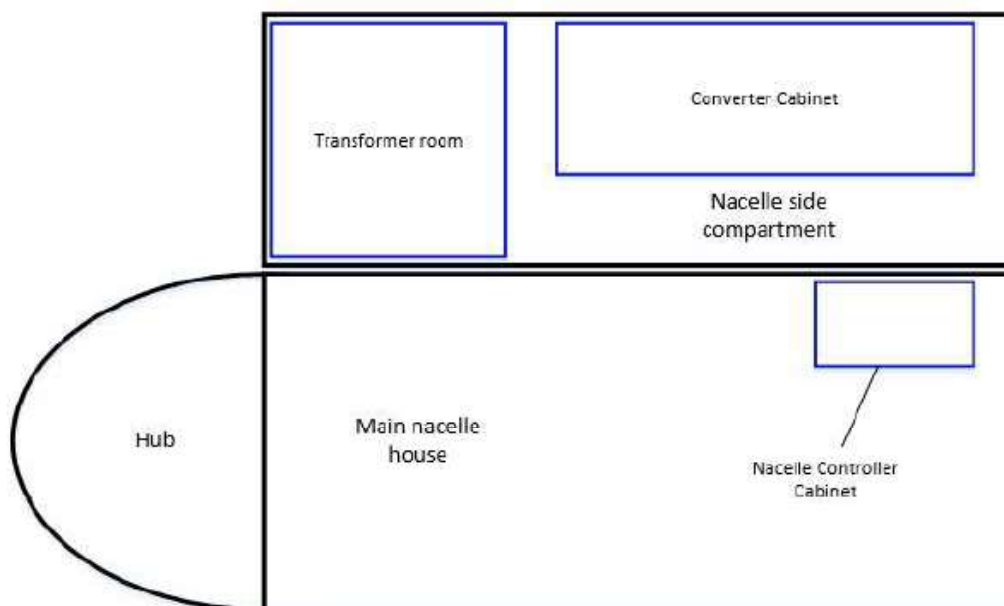 Converter Cabinet
Transformer room
Nacelle side
compartment
Hub
Main nacelle
house
Nacelle Controller
Cabinet